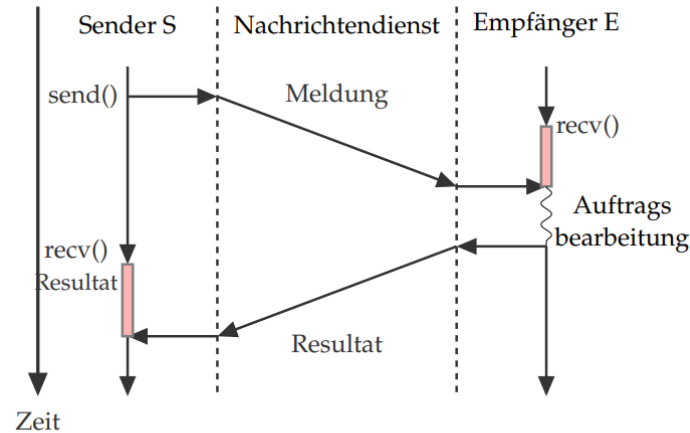 Sender S
Nachrichtendienst
Empfänger E
send()
Meldung
recv()
Auftrags
bearbeitung
recv()
Resultat
Resultat
Zeit